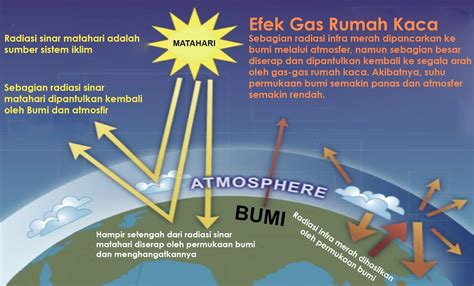 Efek Gas Rumah Kaca
Sebagian radiasi infra merah dipancarkan ke
bumi melalui atmosfer, namun sebagian besar
diserap dan dipantulkan kembali ke segala arah
oleh gas-gas rumah kaca. Akibatnya, suhu
permukaan bumi semakin panas dan atmosfer
semakin rendah.
Radiasi sinar matahari adalah
sumber sistem iklim
MATAHARI
Sebagian radiasi sinar
matahari dipantulkan kembali
oleh Bumi dan atmosfir
ATMOSPHERE
BUMI
Hampir setengah dari radiasi sinar
matahari diserap oleh permukaan bumi
dan menghangatkannya
Radiasi infra merah dihasilkan
oleh permukaan bumi